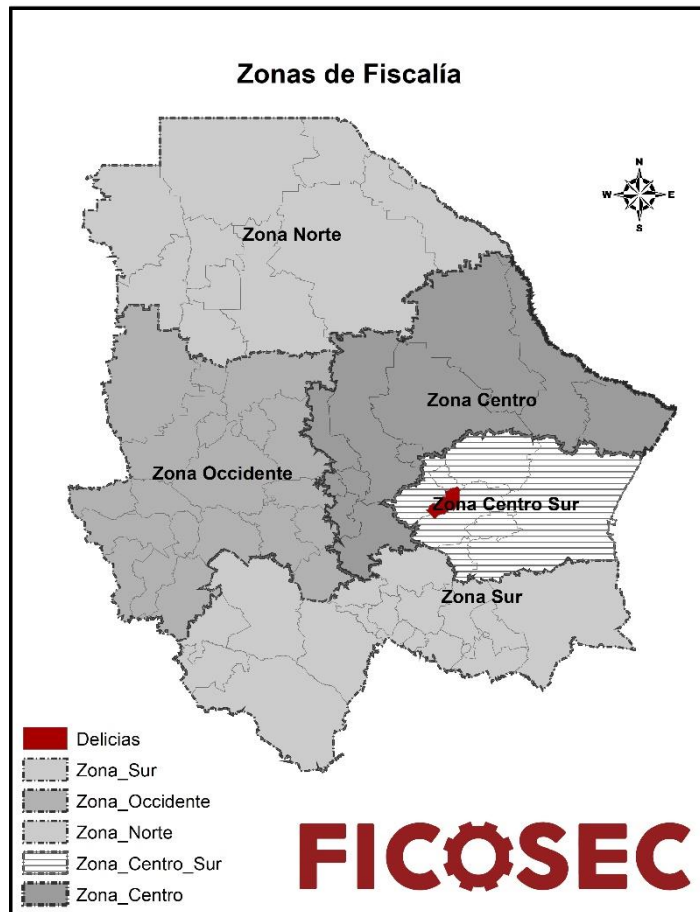 Zonas de Fiscalía
N
W E
S
Zona Norte
Zona Centro
Zona Occidente
Zona Centro Sur
Zona Sur
Delicias
Zona_Sur
Zona_Occidente
Zona_Norte
Zona_Centro_Sur
Zona_Centro
FICOSEC